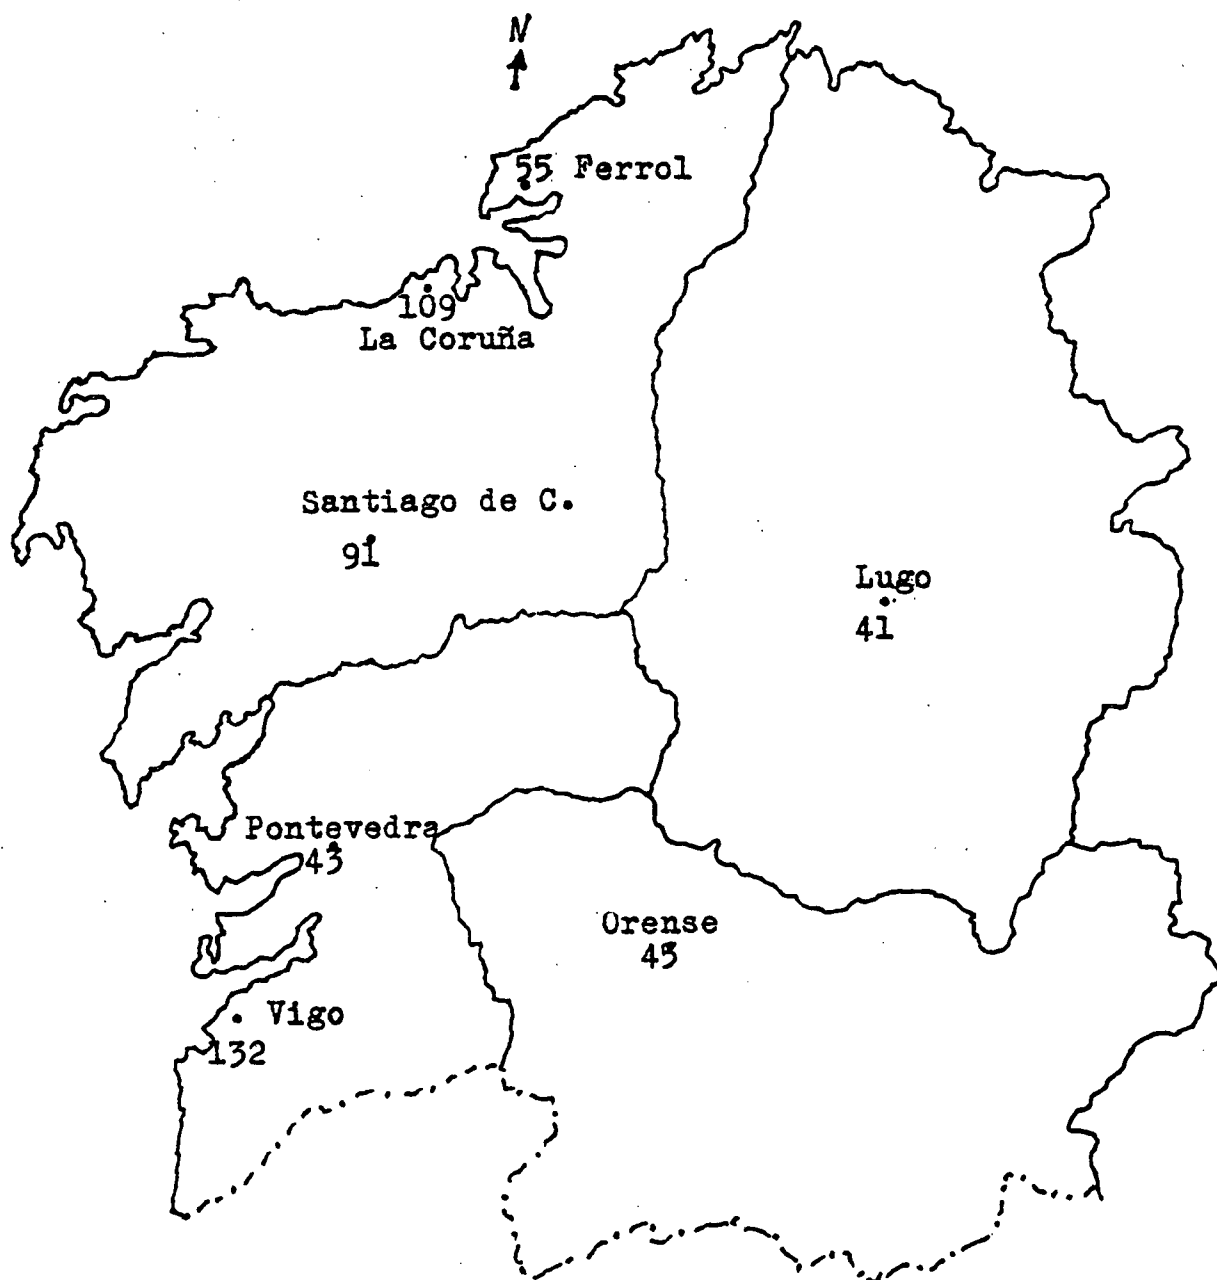 N
55 Ferrol
109
La Coruña
Santiago de C.
91
Lugo
41
Pontevedra
43
Orense
45
Vigo
132